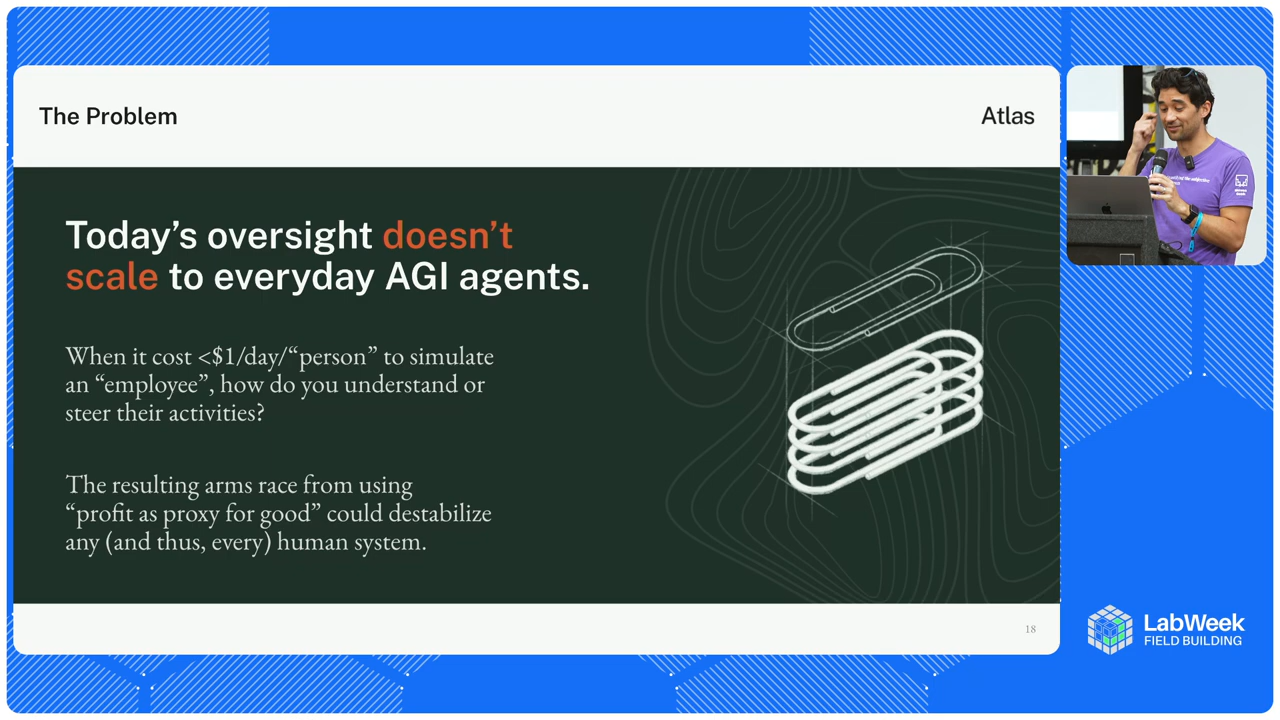 The Problem
Atlas
Today’s oversight doesn’t
scale to everyday AGI agents.
When it cost <$1/day/“person” to simulate
an “employee”, how do you understand or
steer their activities?
The resulting arms race from using
“profit as proxy for good” could destabilize
any (and thus, every) human system.
18
LabWeek
FIELD BUILDING